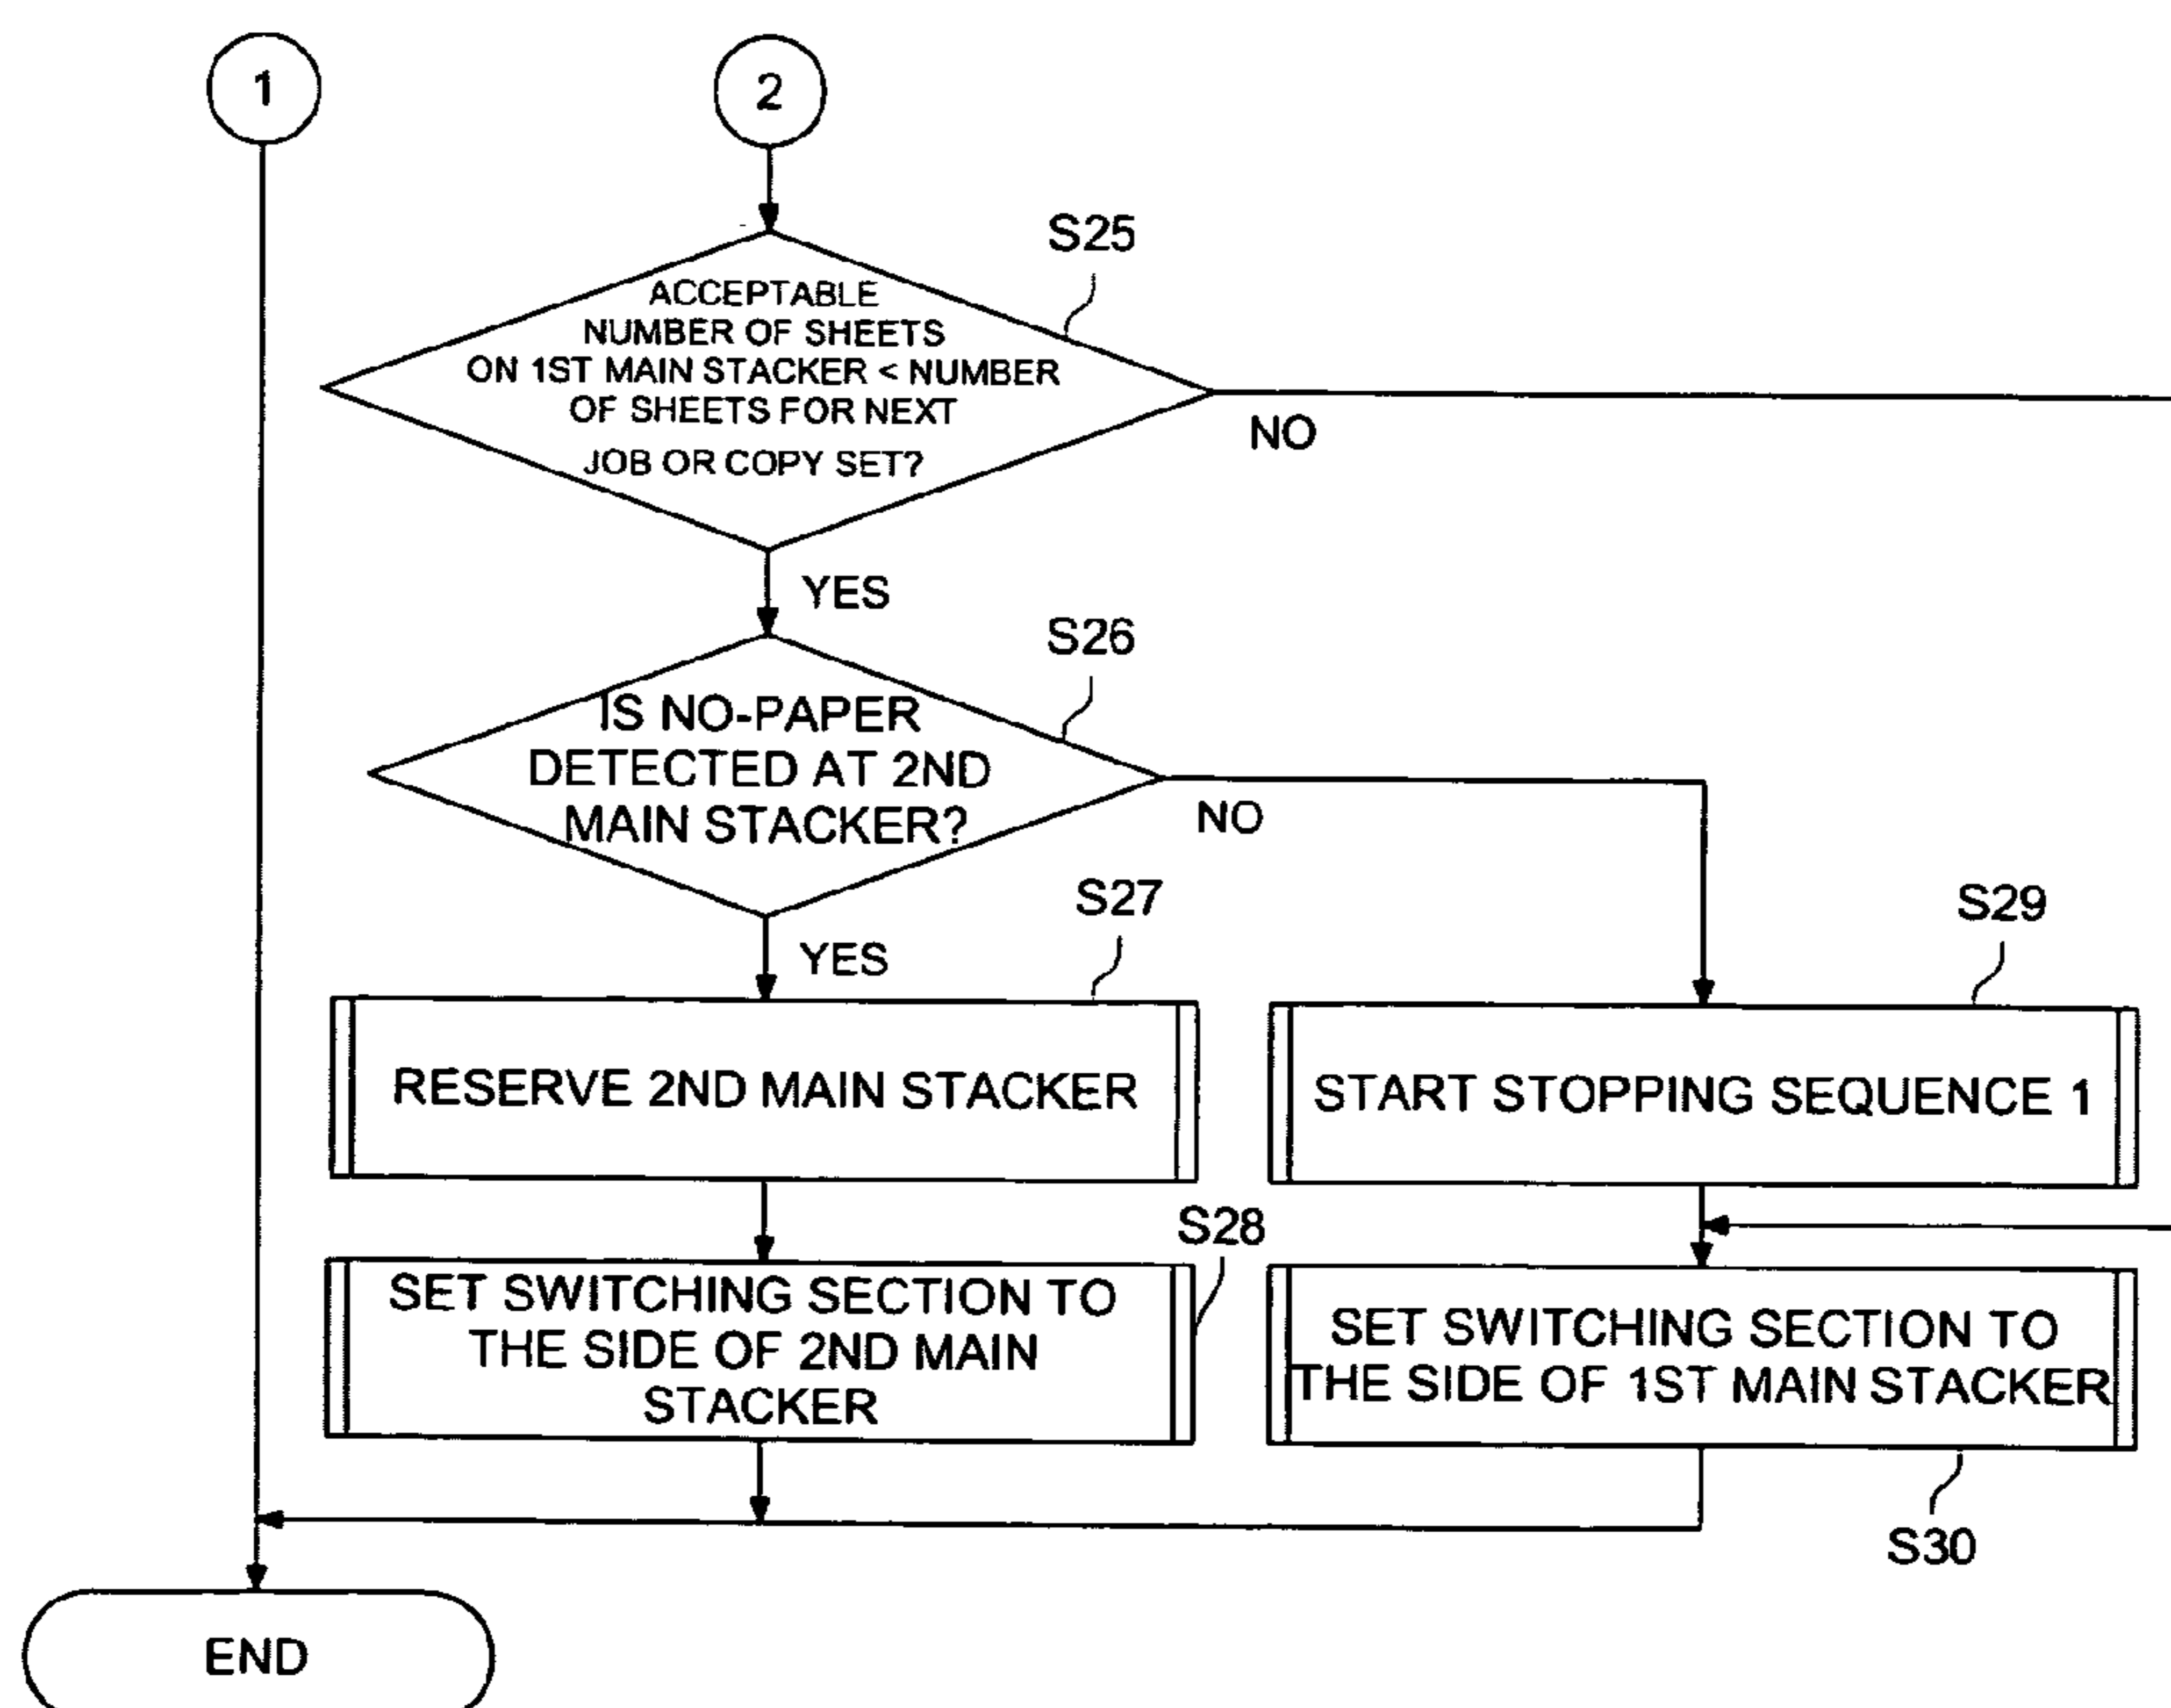 1
2
S25
ACCEPTABLE
NUMBER OF SHEETS
ON 1ST MAIN STACKER < NUMBER
OF SHEETS FOR NEXT
JOB OR COPY SET?
NO
YES
S26
IS NO-PAPER
DETECTED AT 2ND
MAIN STACKER?
NO
YES
S27
RESERVE 2ND MAIN STACKER
S29
START STOPPING SEQUENCE 1
S28
SET SWITCHING SECTION TO
THE SIDE OF 2ND MAIN
STACKER
SET SWITCHING SECTION TO
THE SIDE OF 1ST MAIN STACKER
S30
END